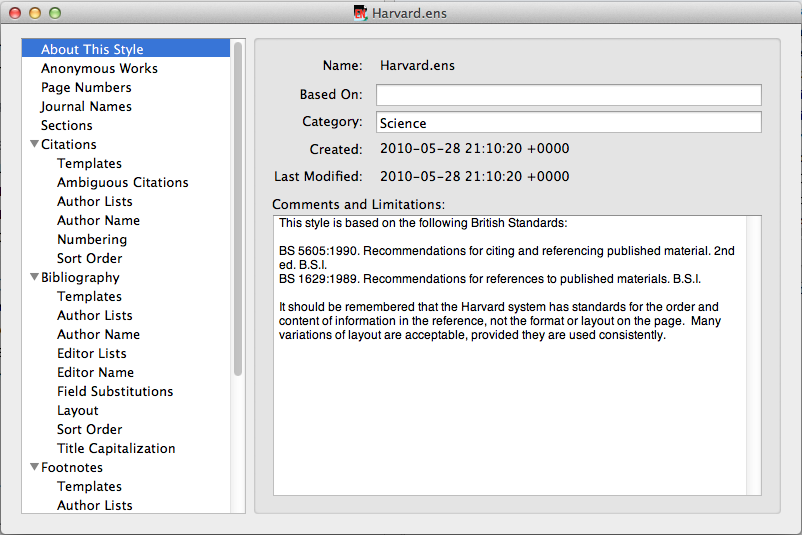 Harvard.ens
About This Style
Anonymous Works
Page Numbers
Journal Names
Sections
Citations
Templates
Ambiguous Citations
Author Lists
Author Name
Numbering
Sort Order
Bibliography
Templates
Author Lists
Author Name
Editor Lists
Editor Name
Field Substitutions
Layout
Sort Order
Title Capitalization
Footnotes
Templates
Author Lists
Name: Harvard.ens
Based On:
Category: Science
Created: 2010-05-28 21:10:20 +0000
Last Modified: 2010-05-28 21:10:20 +0000
Comments and Limitations:
This style is based on the following British Standards:
BS 5605:1990. Recommendations for citing and referencing published material. 2nd
ed. B.S.I.
BS 1629:1989. Recommendations for references to published materials. B.S.I.
It should be remembered that the Harvard system has standards for the order and
content of information in the reference, not the format or layout on the page.  Many
variations of layout are acceptable, provided they are used consistently.